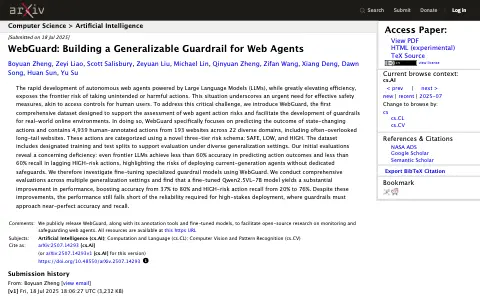 arXiv
Search Submit Donate Log in
Computer Science > Artificial Intelligence
[Submitted on 18 Jul 2025]
WebGuard: Building a Generalizable Guardrail for Web Agents
Boyuan Zheng, Zeyi Liao, Scott Salisbury, Zeyuan Liu, Michael Lin, Qinyuan Zheng, Zifan Wang, Xiang Deng, Dawn
Song, Huan Sun, Yu Su
The rapid development of autonomous web agents powered by Large Language Models (LLMs), while greatly elevating efficiency,
exposes the frontier risk of taking unintended or harmful actions. This situation underscores an urgent need for effective safety
measures, akin to access controls for human users. To address this critical challenge, we introduce WebGuard, the first
comprehensive dataset designed to support the assessment of web agent action risks and facilitate the development of guardrails
for real-world online environments. In doing so, WebGuard specifically focuses on predicting the outcome of state-changing
actions and contains 4,939 human-annotated actions from 193 websites across 22 diverse domains, including often-overlooked
long-tail websites. These actions are categorized using a novel three-tier risk schema: SAFE, LOW, and HIGH. The dataset
includes designated training and test splits to support evaluation under diverse generalization settings. Our initial evaluations
reveal a concerning deficiency: even frontier LLMs achieve less than 60% accuracy in predicting action outcomes and less than
60% recall in lagging HIGH-risk actions, highlighting the risks of deploying current-generation agents without dedicated
safeguards. We therefore investigate fine-tuning specialized guardrail models using WebGuard. We conduct comprehensive
evaluations across multiple generalization settings and find that a fine-tuned Qwen2.5VL-7B model yields a substantial
improvement in performance, boosting accuracy from 37% to 80% and HIGH-risk action recall from 20% to 76%. Despite these
improvements, the performance still falls short of the reliability required for high-stakes deployment, where guardrails must
approach near-perfect accuracy and recall.
Comments: We publicly release WebGuard, along with its annotation tools and fine-tuned models, to facilitate open-source research on monitoring and
safeguarding web agents. All resources are available at this https URL
Subjects: Artificial Intelligence (cs.AI); Computation and Language (cs.CL); Computer Vision and Pattern Recognition (cs.CV)
Cite as: arXiv:2507.14293 [cs.AI]
(or arXiv:2507.14293v1 [cs.AI] for this version)
https://doi.org/10.48550/arXiv.2507.14293
Submission history
From: Boyuan Zheng [view email]
[v1] Fri, 18 Jul 2025 18:06:27 UTC (3,232 KB)
Access Paper:
View PDF
HTML (experimental)
TeX Source
view license
Current browse context:
cs.AI
< prev | next >
new | recent | 2025-07
Change to browse by:
cs
cs.CL
cs.CV
References & Citations
NASA ADS
Google Scholar
Semantic Scholar
Export BibTeX Citation
Bookmark